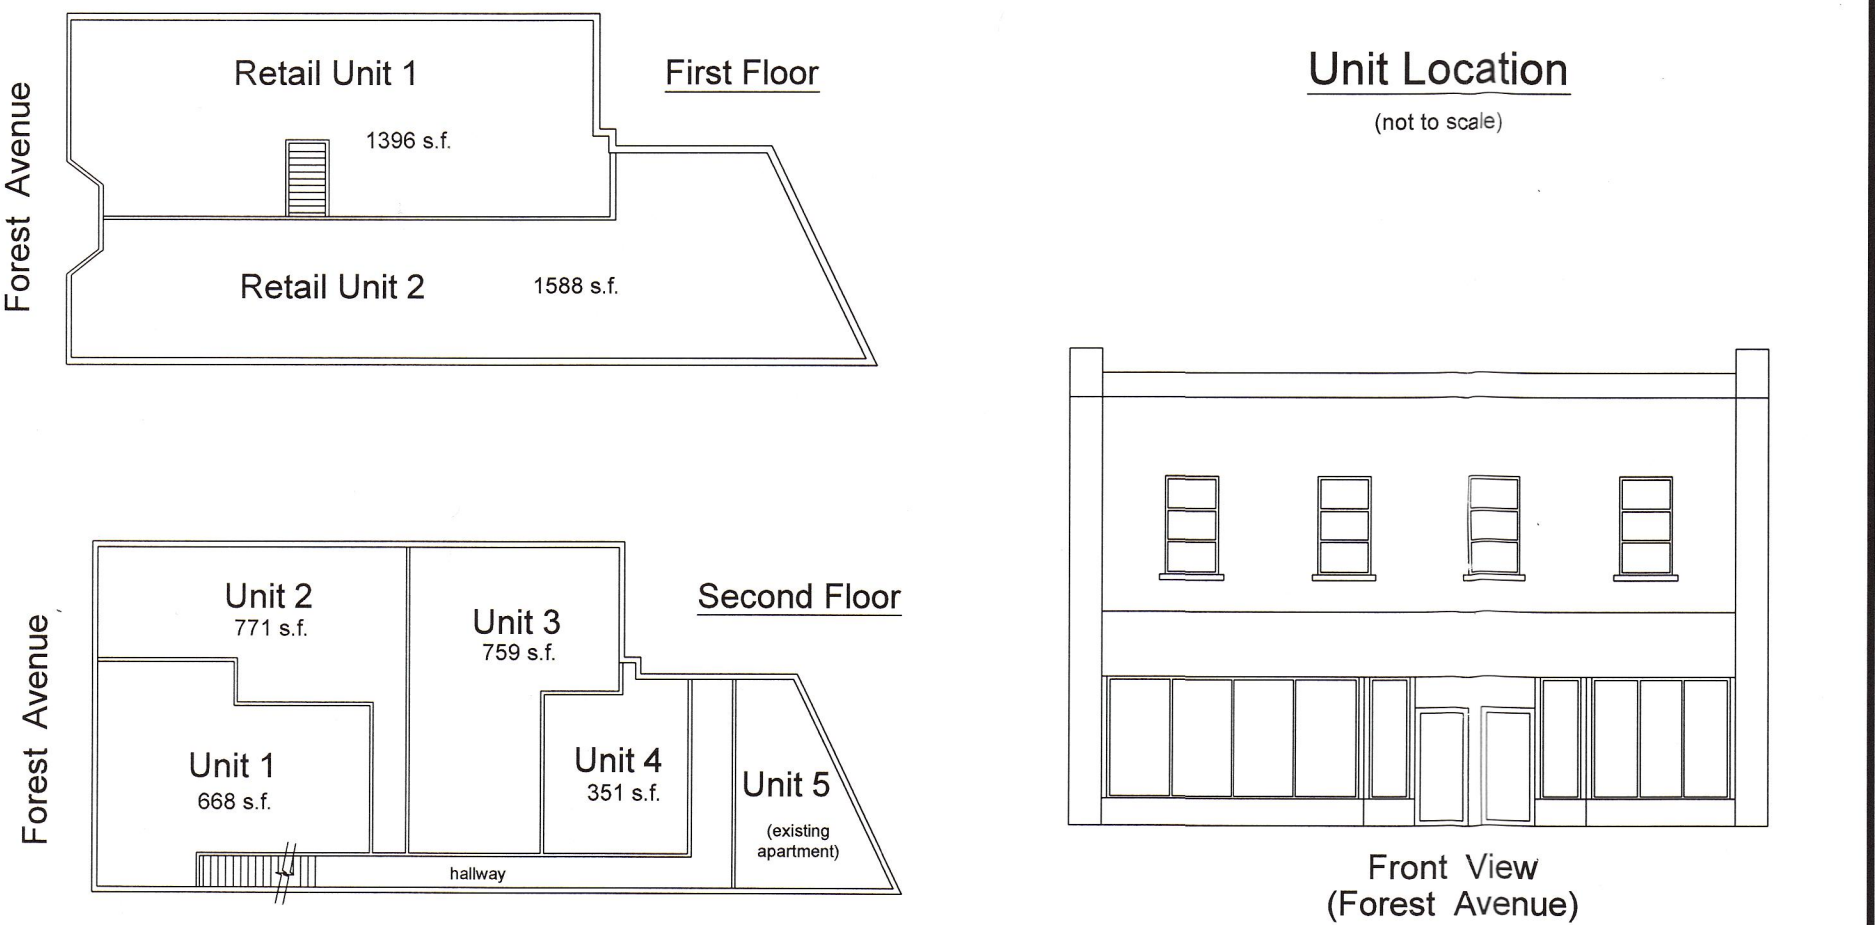 Forest Avenue
Retail Unit 1
1396 s.f.
First Floor
Retail Unit 2
1588 s.f.
Unit Location
(not to scale)
Forest Avenue
Second Floor
Unit 2
771 s.f.
Unit 3
759 s.f.
Unit 1
668 s.f.
Unit 4
351 s.f.
Unit 5
(existing
apartment)
hallway
Front View
(Forest Avenue)